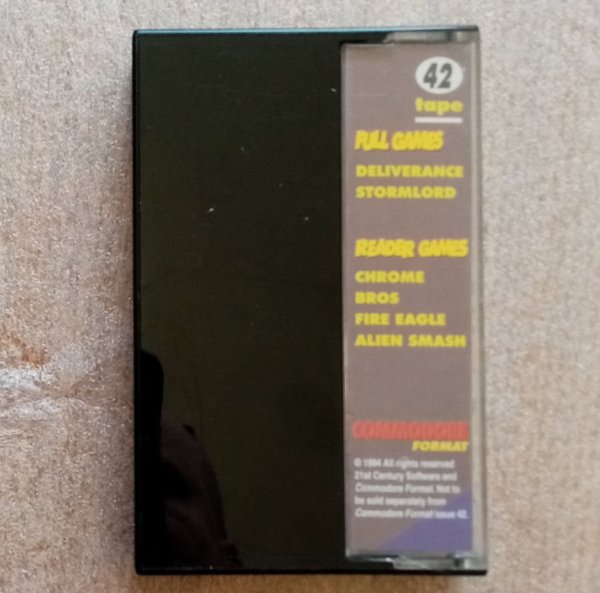 42
tape
FULL GAMES
DELIVERANCE
STORMLORD
READER GAMES
CHROME
BROS
FIRE EAGLE
ALIEN SMASH
COMMODORE
FORMAT
© 1994 All rights reserved
21st Century Software and
Commodore Format. Not to
be sold separately from
Commodore Format issue 42.